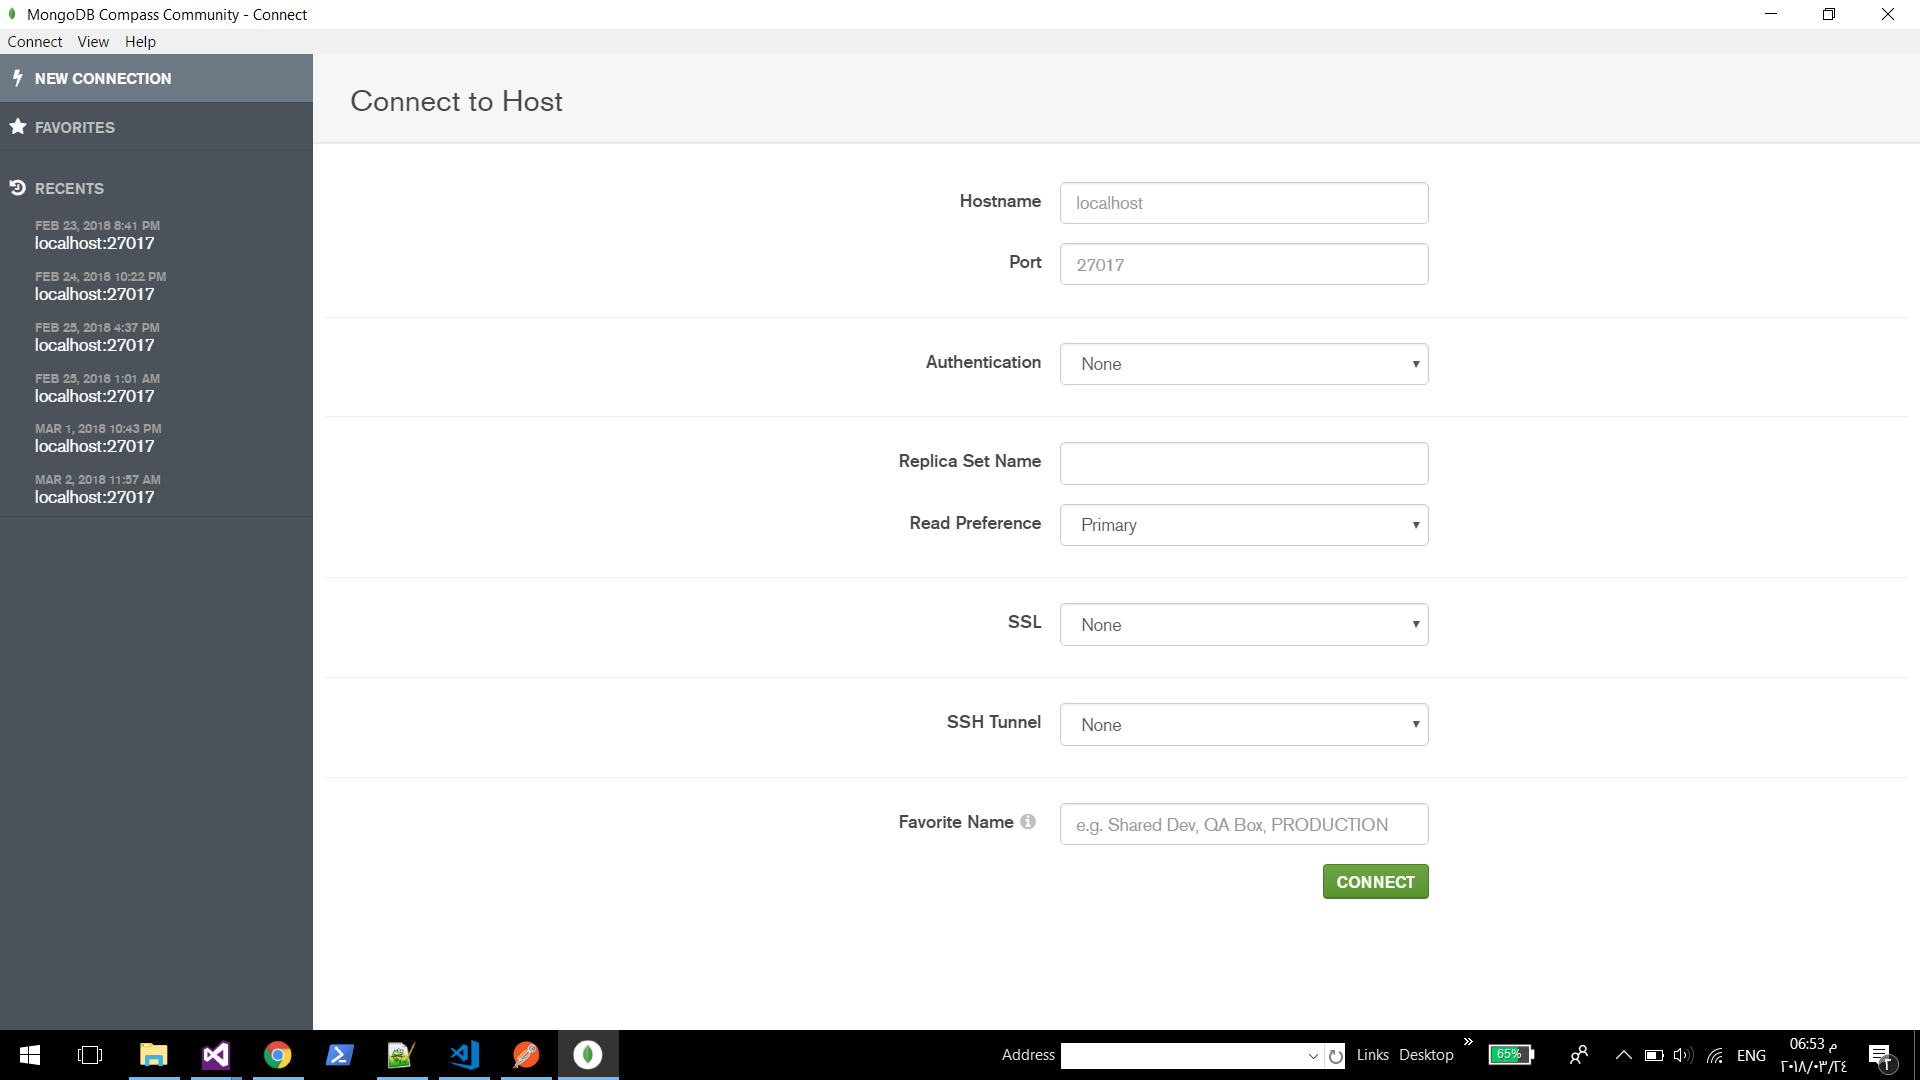 MongoDB Compass Community - Connect
Connect View Help
NEW CONNECTION
FAVORITES
RECENTS
FEB 23, 2018 8:41 PM
localhost:27017
FEB 24, 2018 10:22 PM
localhost:27017
FEB 25, 2018 4:37 PM
localhost:27017
FEB 25, 2018 1:01 AM
localhost:27017
MAR 1, 2018 10:43 PM
localhost:27017
MAR 2, 2018 11:57 AM
localhost:27017
Connect to Host
Hostname localhost
Port 27017
Authentication None
Replica Set Name
Read Preference Primary
SSL None
SSH Tunnel None
Favorite Name e.g. Shared Dev, QA Box, PRODUCTION
CONNECT
Address Links Desktop » 65% ENG
06:53 م
٢٠١٨/٠٣/٢٤
٢